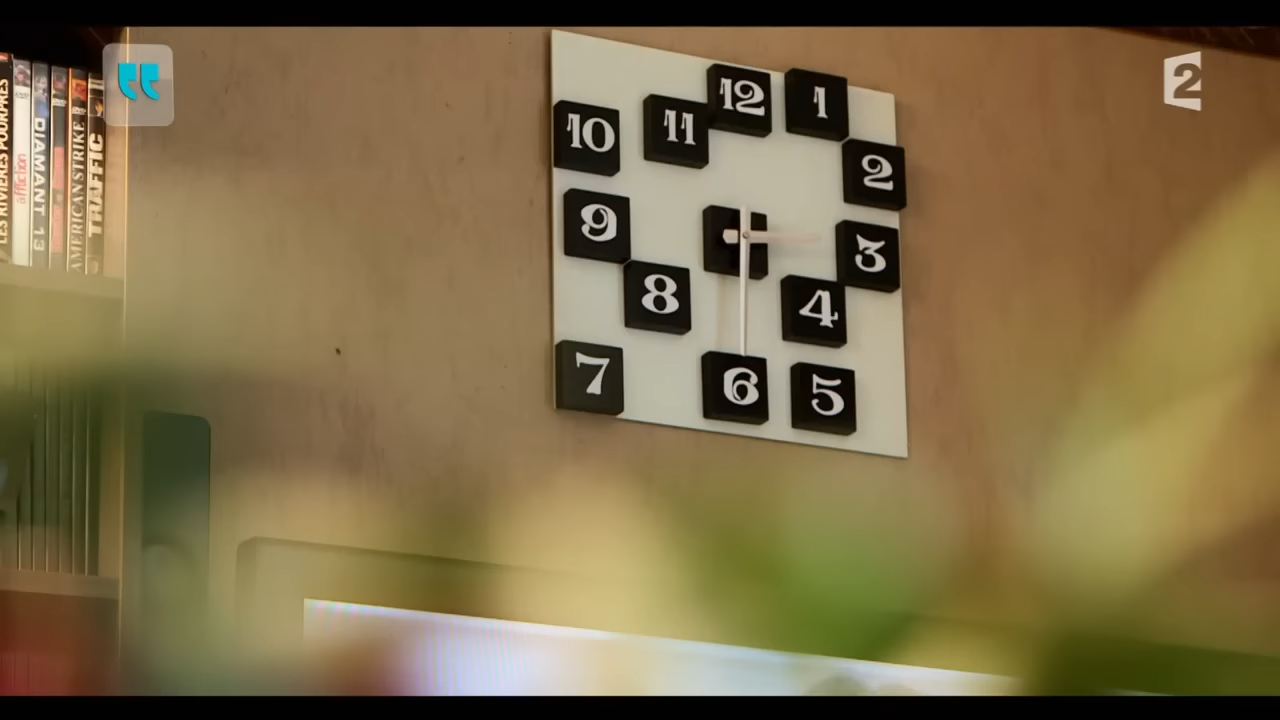 LES RIVIÈRES POURPRES
affliction
DIAMANT 13
AMERICAN STRIKE
TRAFFIC
2
12
1
11
10
2
9
3
8
4
7
6
5